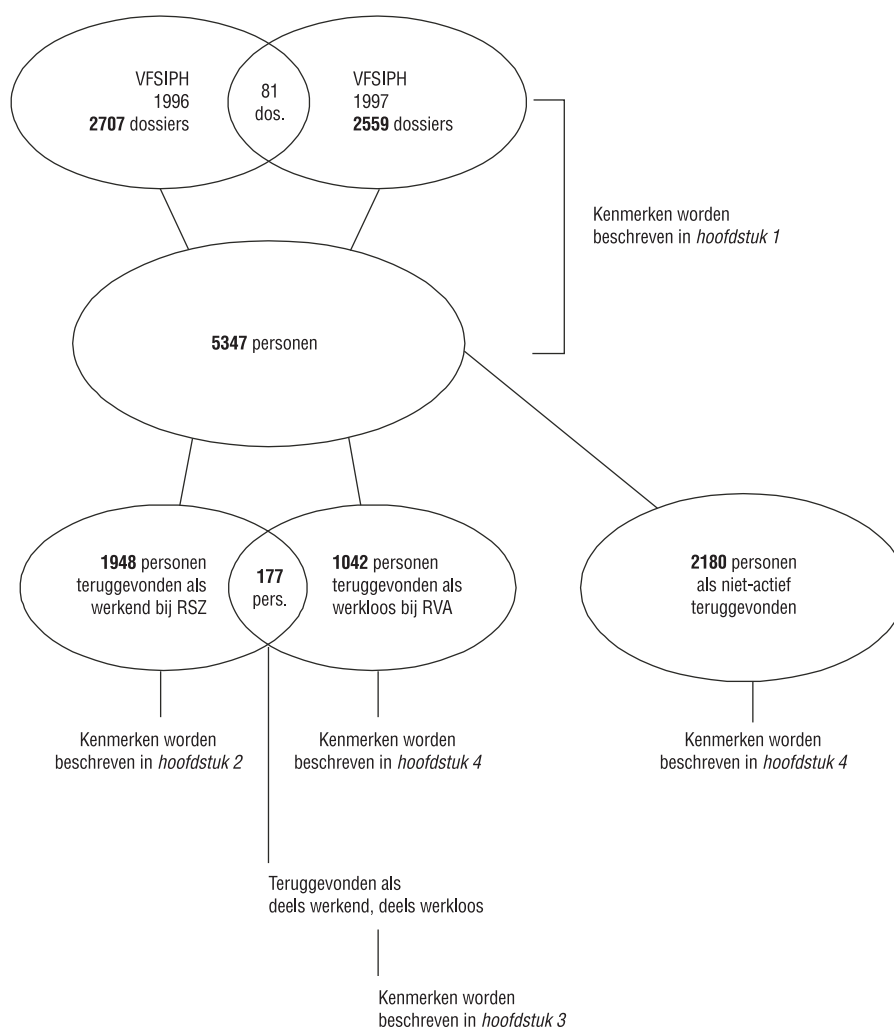 VFSIPH
1996
2707 dossiers
81
dos.
VFSIPH
1997
2559 dossiers
Kenmerken worden
beschreven in hoofdstuk 1
5347 personen
1948 personen
teruggevonden als
werkend bij RSZ
177
pers.
1042 personen
teruggevonden als
werkloos bij RVA
2180 personen
als niet-actief
teruggevonden
Kenmerken worden
beschreven in hoofdstuk 2
Kenmerken worden
beschreven in hoofdstuk 4
Kenmerken worden
beschreven in hoofdstuk 4
Teruggevonden als
deels werkend, deels werkloos
Kenmerken worden
beschreven in hoofdstuk 3